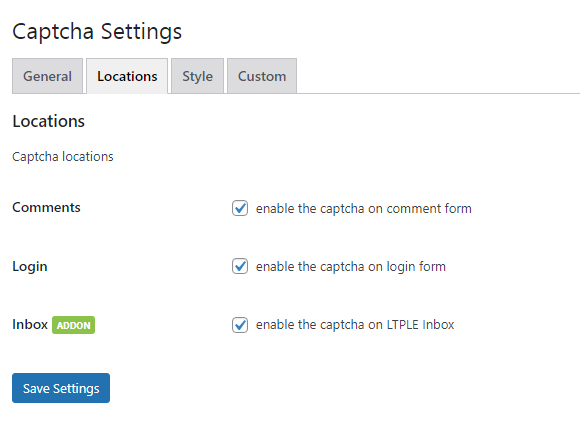 Captcha Settings
General Locations Style Custom
Locations
Captcha locations
Comments enable the captcha on comment form
Login enable the captcha on login form
Inbox ADDON enable the captcha on LTPLE Inbox
Save Settings